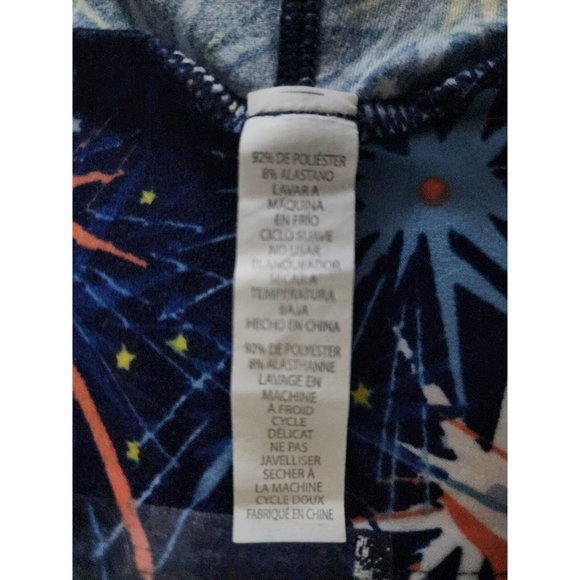 92% DE POLIÉSTER
8% ALASTANO
LAVAR A
MÁQUINA
EN FRÍO
CICLO SUAVE
NO USAR
BLANQUEADOR
SECAR A
TEMPERATURA
BAJA
HECHO EN CHINA
92% DE POLYESTER
8% ALASTHANNE
LAVAGE EN
MACHINE
À FROID
CYCLE
DÉLICAT
NE PAS
JAVELLISER
SECHER À
LA MACHINE
CYCLE DOUX
FABRIQUÉ EN CHINE